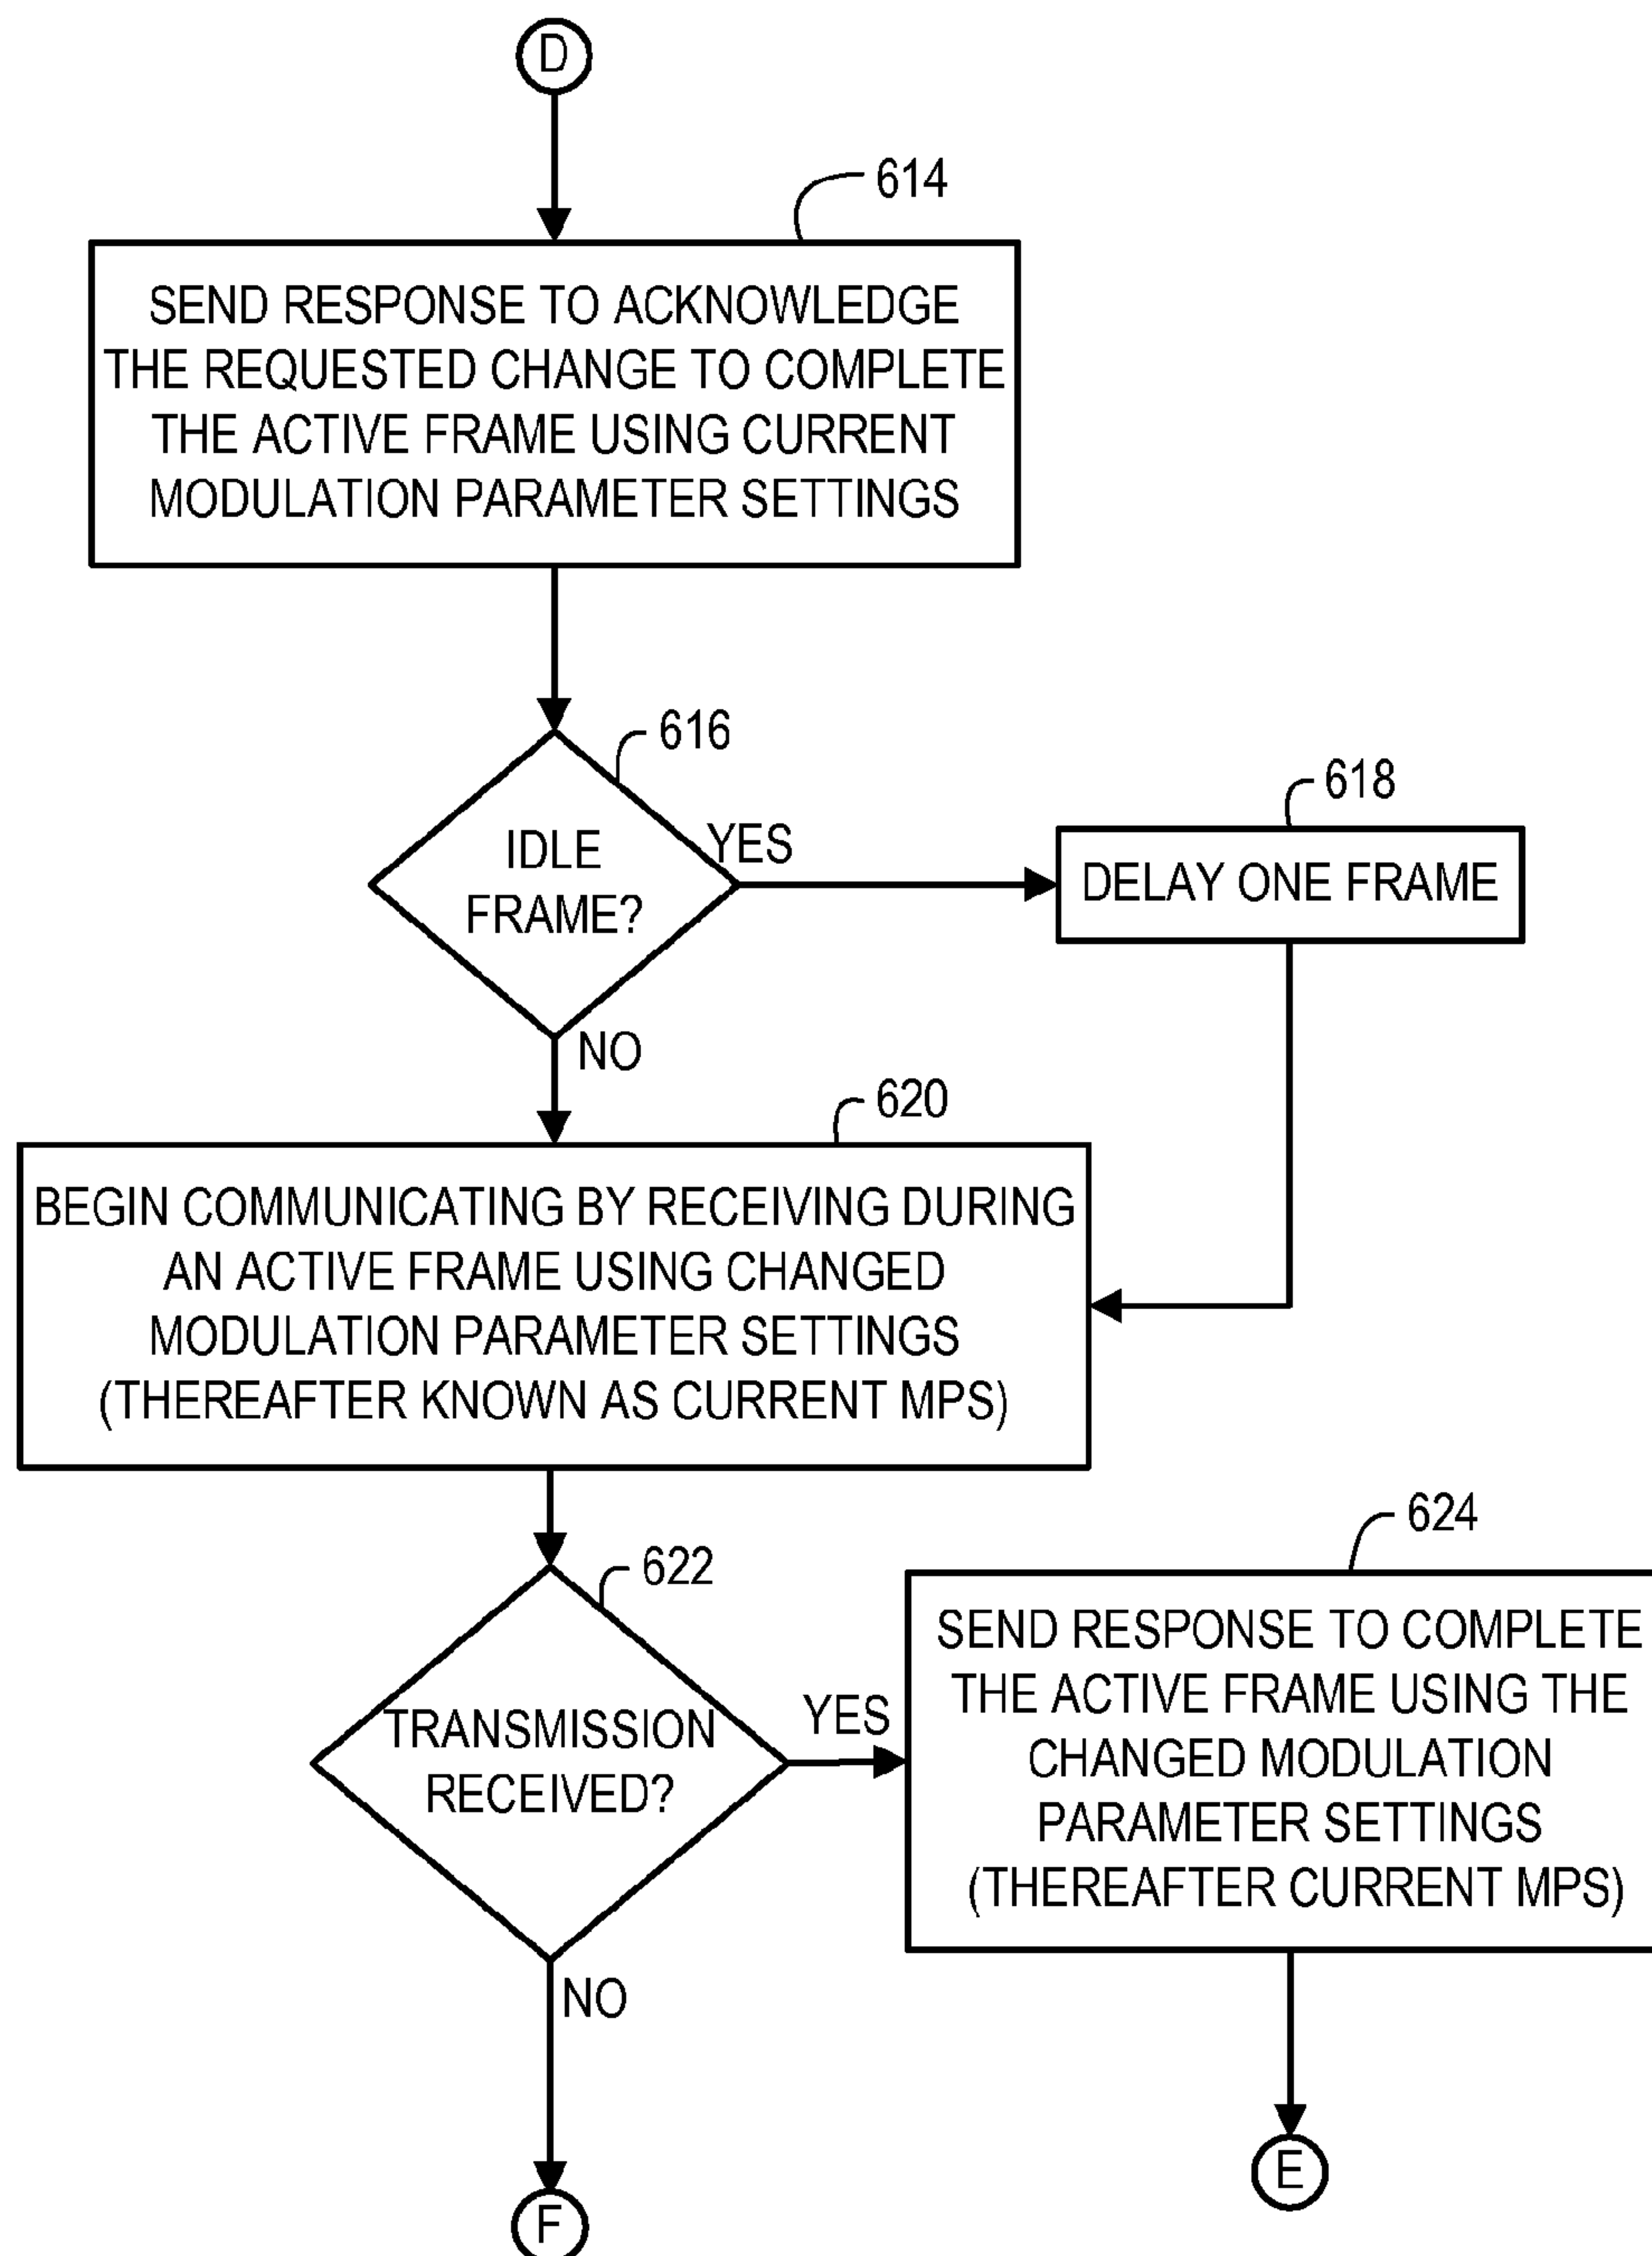 D
614
SEND RESPONSE TO ACKNOWLEDGE
THE REQUESTED CHANGE TO COMPLETE
THE ACTIVE FRAME USING CURRENT
MODULATION PARAMETER SETTINGS
616
IDLE
FRAME?
YES
618
DELAY ONE FRAME
NO
620
BEGIN COMMUNICATING BY RECEIVING DURING
AN ACTIVE FRAME USING CHANGED
MODULATION PARAMETER SETTINGS
(THEREAFTER KNOWN AS CURRENT MPS)
622
TRANSMISSION
RECEIVED?
YES
624
SEND RESPONSE TO COMPLETE
THE ACTIVE FRAME USING THE
CHANGED MODULATION
PARAMETER SETTINGS
(THEREAFTER CURRENT MPS)
NO
E
F